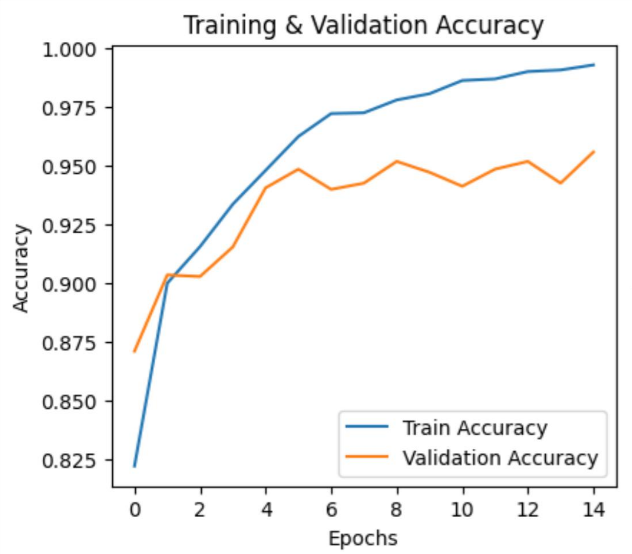 Training & Validation Accuracy
1.000
0.975
0.950
0.925
0.900
0.875
0.850
0.825
Accuracy
Train Accuracy
Validation Accuracy
0 2 4 6 8 10 12 14
Epochs